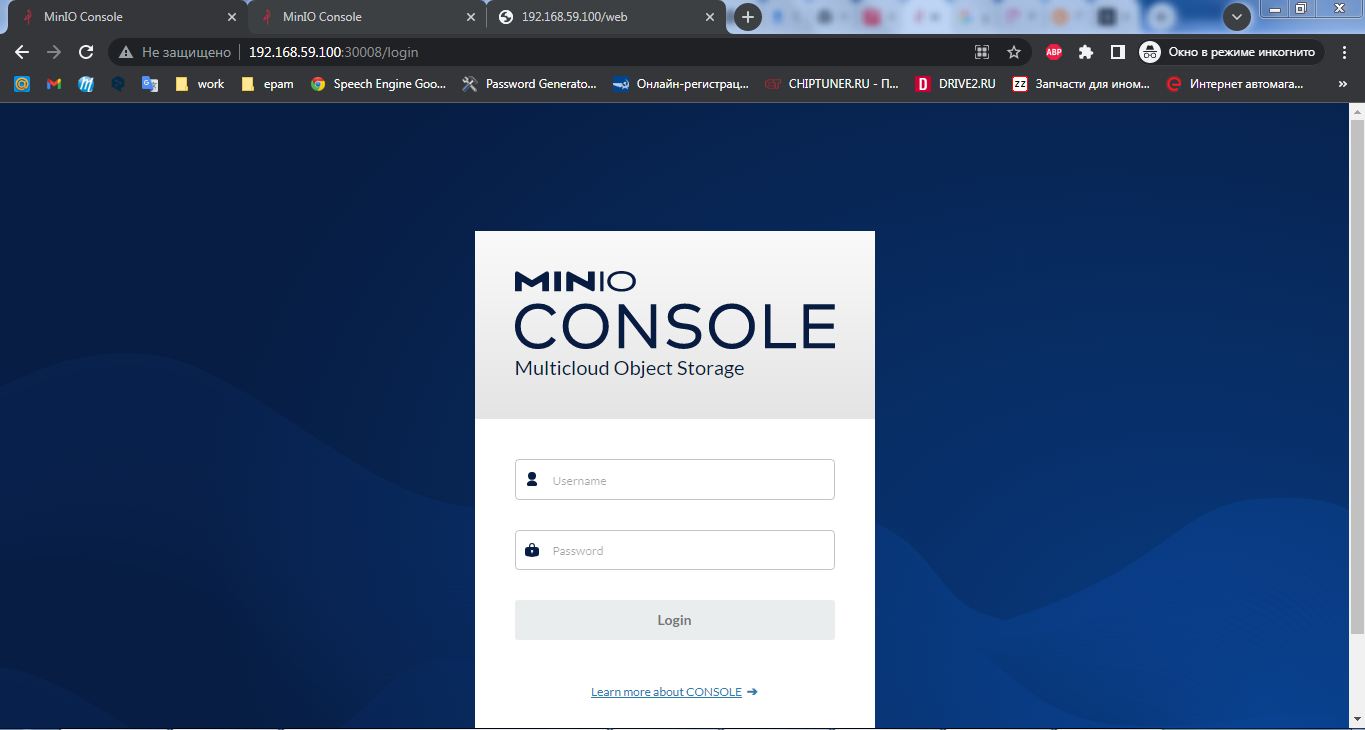 MinIO Console
MinIO Console
192.168.59.100/web
Не защищено
192.168.59.100:30008/login
ABP
Окно в режиме инкогнито
work
epam
Speech Engine Goo...
Password Generato...
Онлайн-регистрац...
CHIPTUNER.RU - П...
D
DRIVE2.RU
ZZ
Запчасти для ином...
Интернет автомага...
»
MINIO
CONSOLE
Multicloud Object Storage
Username
Password
Login
Learn more about CONSOLE ➔